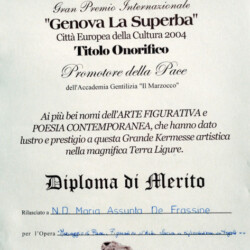 Gran Premio Internazionale
"Genova La Superba"
Città Europea della Cultura 2004
Titolo Onorifico
Promotore della Pace
dell'Accademia Gentilizia "Il Marzocco"
Ai più bei nomi dell'ARTE FIGURATIVA e
POESIA CONTEMPORANEA, che hanno dato
lustro e prestigio a questa Grande Kermesse artistica
nella magnifica Terra Ligure.
Diploma di Merito
Rilasciato a N.D. Maria Assunta De Frassine
per l'Opera